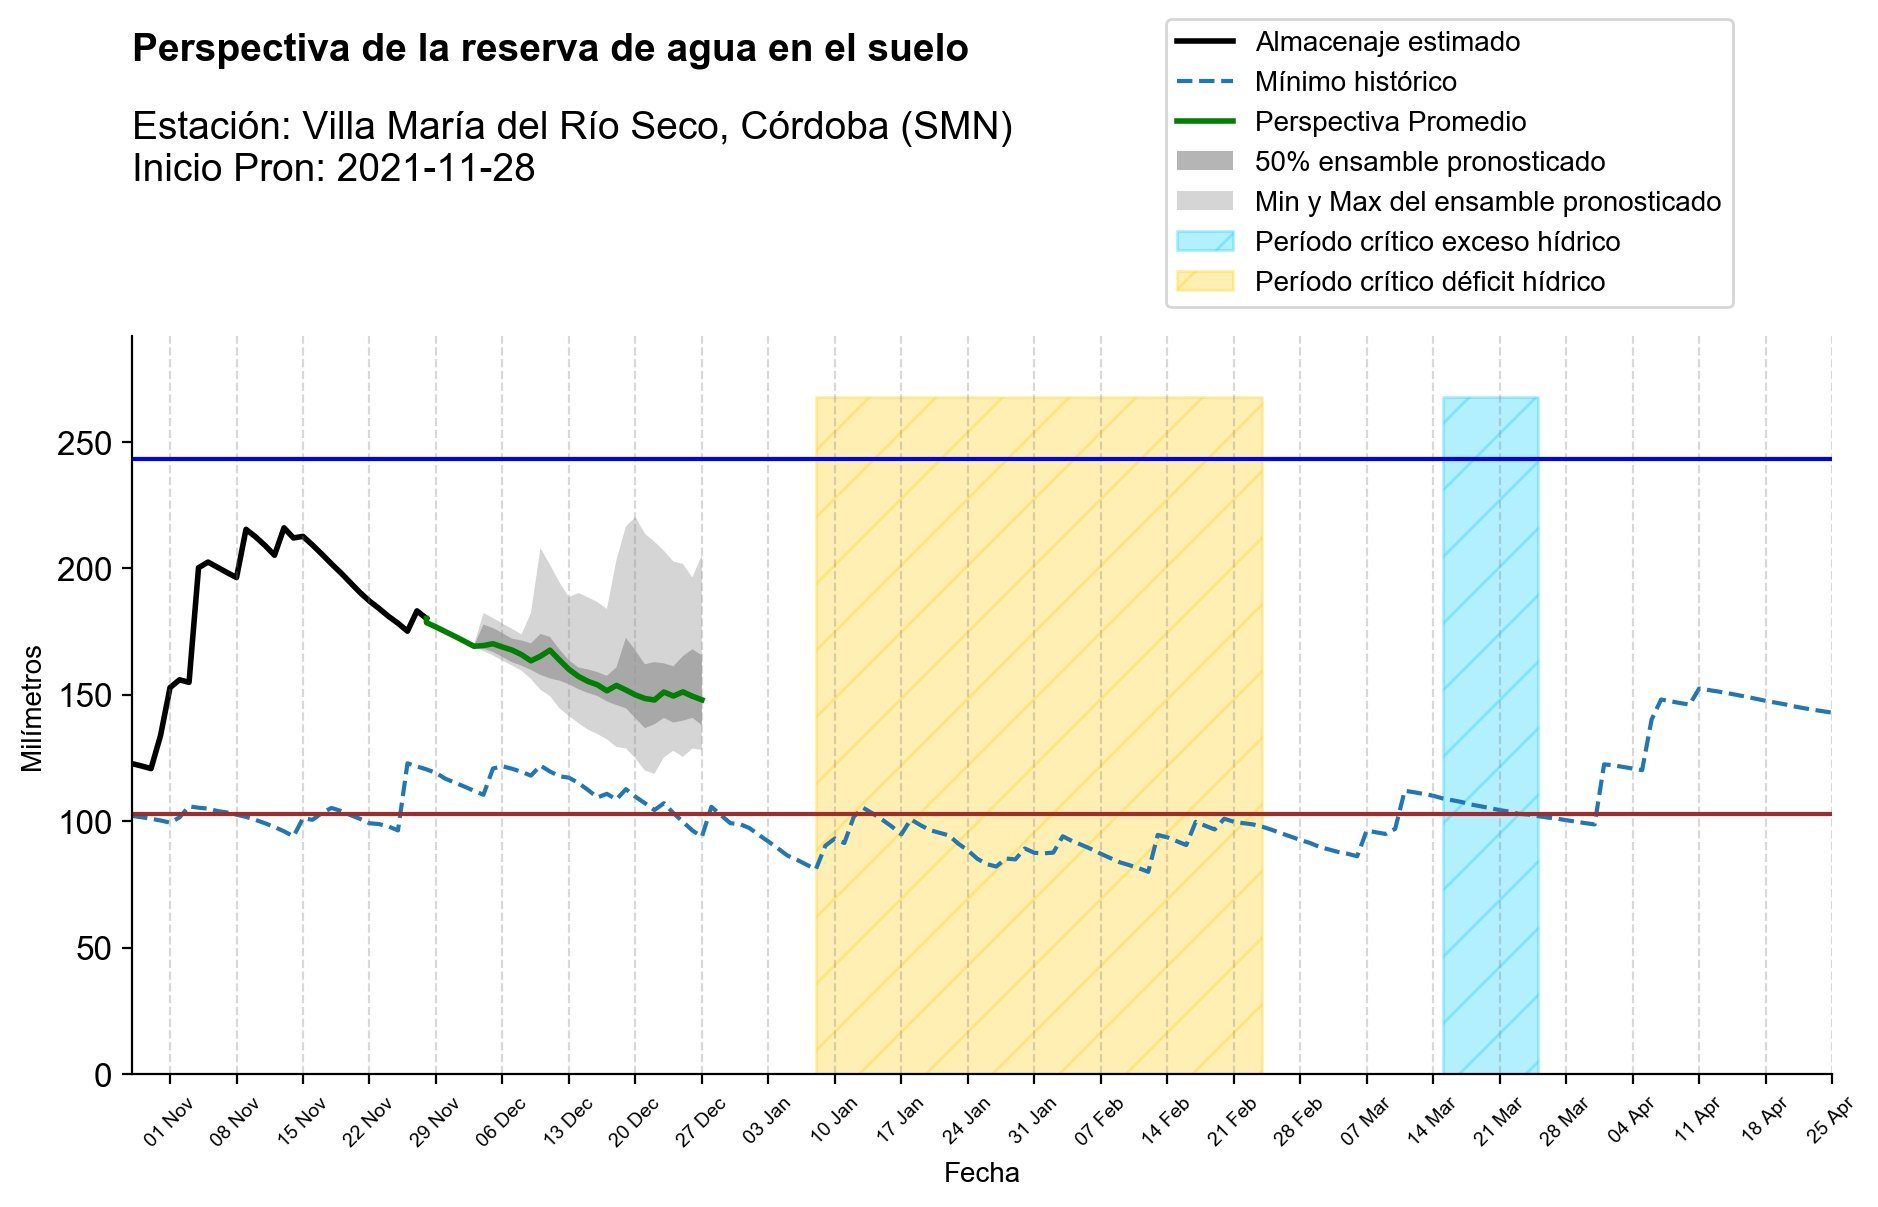 Perspectiva de la reserva de agua en el suelo
Estación: Villa María del Río Seco, Córdoba (SMN)
Inicio Pron: 2021-11-28
Almacenaje estimado
Mínimo histórico
Perspectiva Promedio
50% ensamble pronosticado
Min y Max del ensamble pronosticado
Período crítico exceso hídrico
Período crítico déficit hídrico
Milímetros
250
200
150
100
50
0
01 Nov 08 Nov 15 Nov 22 Nov 29 Nov 06 Dec 13 Dec 20 Dec 27 Dec 03 Jan 10 Jan 17 Jan 24 Jan 31 Jan 07 Feb 14 Feb 21 Feb 28 Feb 07 Mar 14 Mar 21 Mar 28 Mar 04 Apr 11 Apr 18 Apr 25 Apr
Fecha